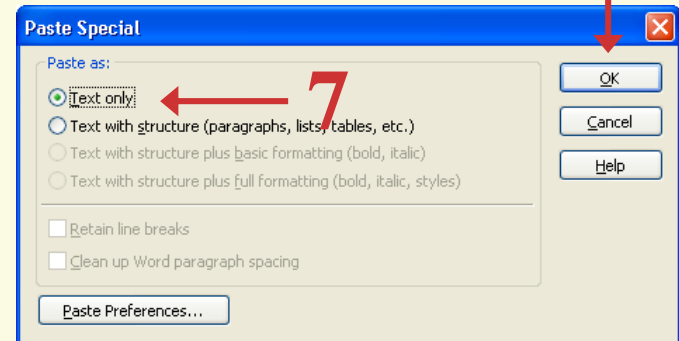 Paste Special
Paste as:
Text only
7
OK
Text with structure (paragraphs, lists, tables, etc.)
Cancel
Text with structure plus basic formatting (bold, italic)
Help
Text with structure plus full formatting (bold, italic, styles)
Retain line breaks
Clean up Word paragraph spacing
Paste Preferences...